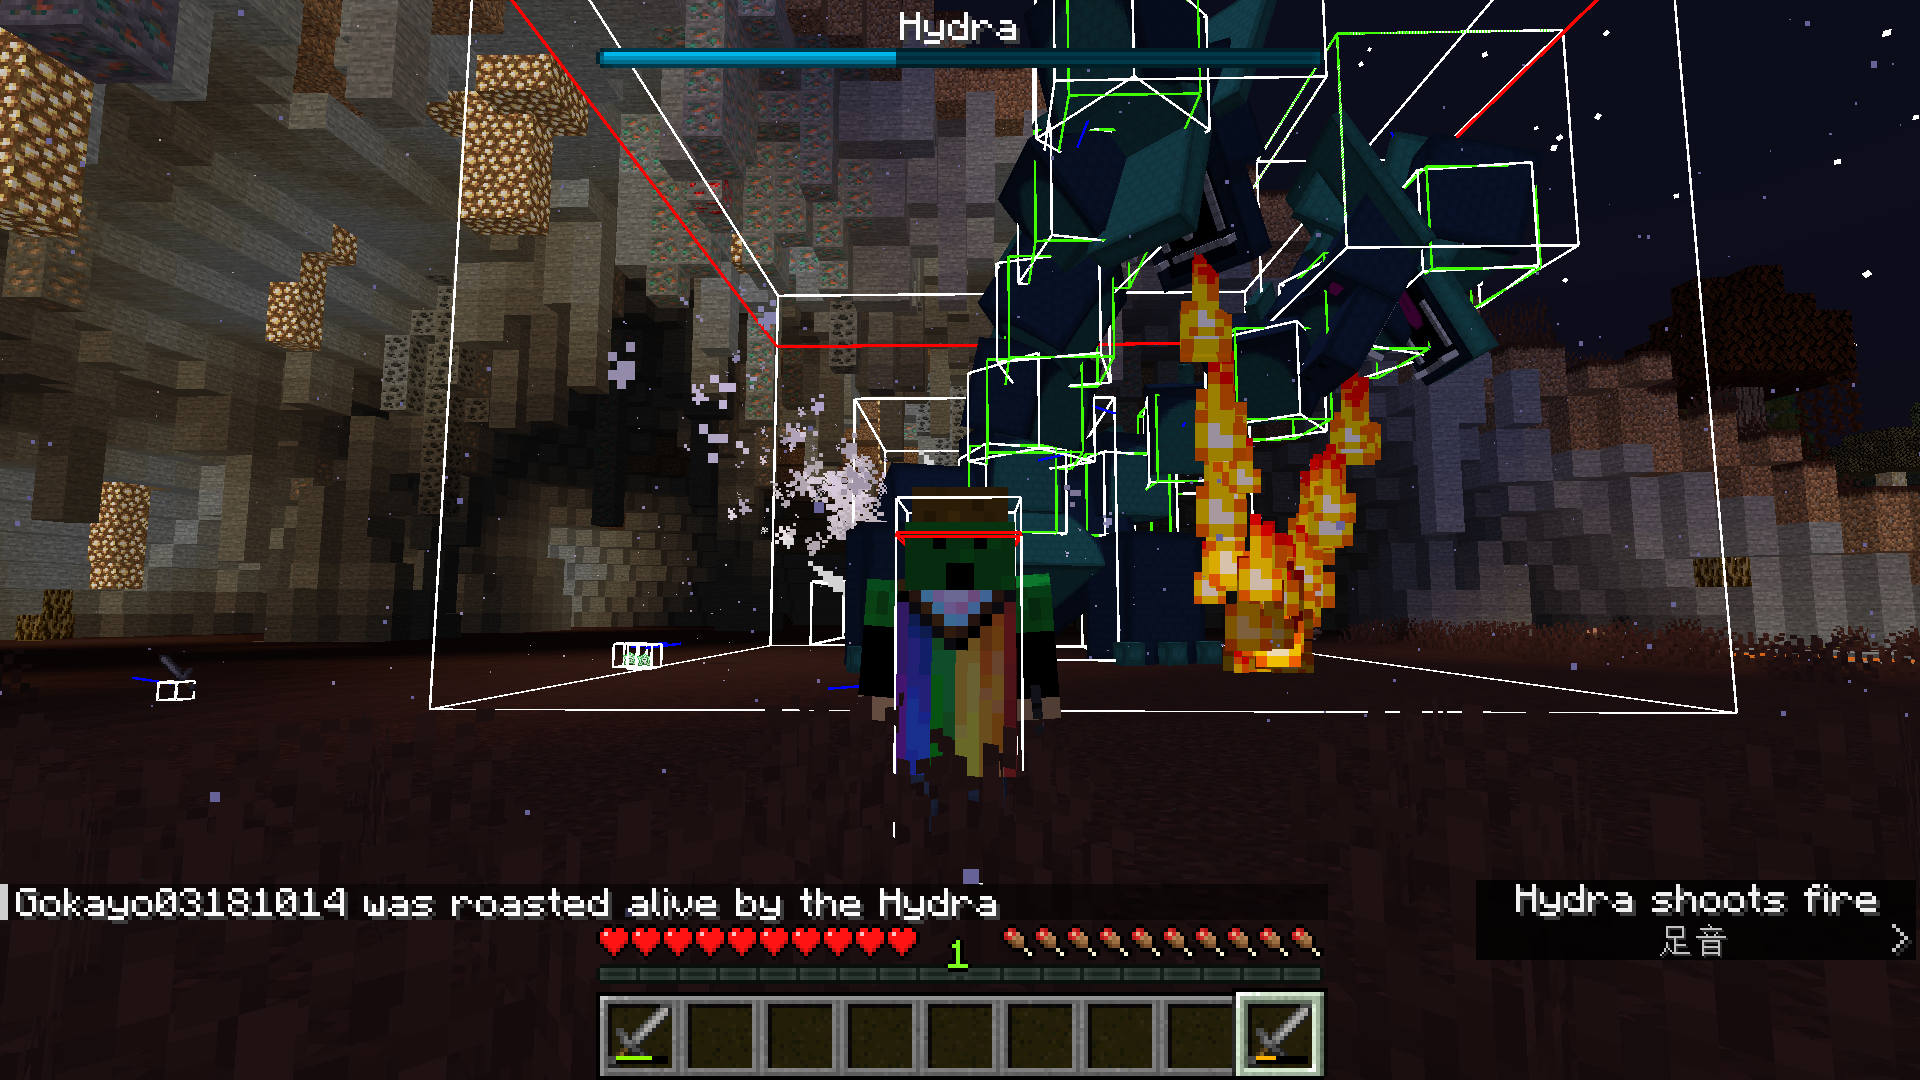 Hydra
Gokayo03181014 was roasted alive by the Hydra
Hydra shoots fire
足音 >
1